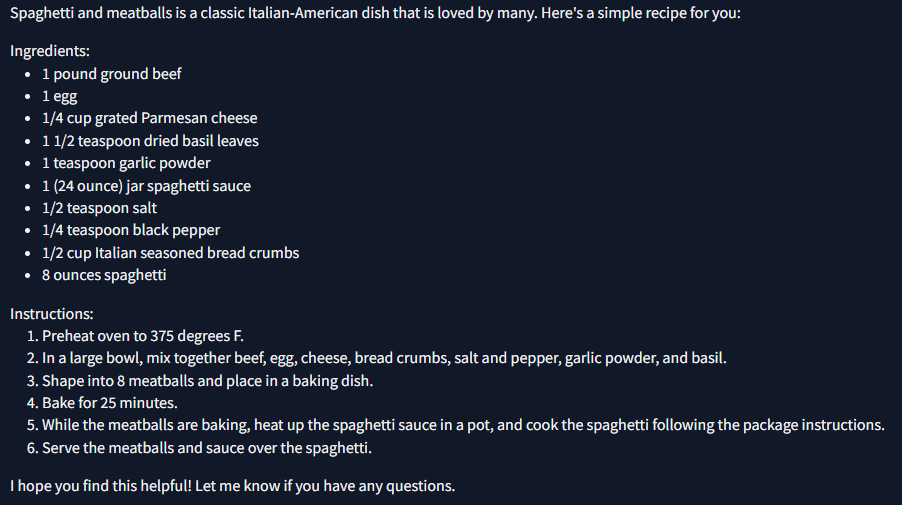 Spaghetti and meatballs is a classic Italian-American dish that is loved by many. Here's a simple recipe for you:
Ingredients:
• 1 pound ground beef
• 1 egg
• 1/4 cup grated Parmesan cheese
• 1 1/2 teaspoon dried basil leaves
• 1 teaspoon garlic powder
• 1 (24 ounce) jar spaghetti sauce
• 1/2 teaspoon salt
• 1/4 teaspoon black pepper
• 1/2 cup Italian seasoned bread crumbs
• 8 ounces spaghetti
Instructions:
1. Preheat oven to 375 degrees F.
2. In a large bowl, mix together beef, egg, cheese, bread crumbs, salt and pepper, garlic powder, and basil.
3. Shape into 8 meatballs and place in a baking dish.
4. Bake for 25 minutes.
5. While the meatballs are baking, heat up the spaghetti sauce in a pot, and cook the spaghetti following the package instructions.
6. Serve the meatballs and sauce over the spaghetti.
I hope you find this helpful! Let me know if you have any questions.